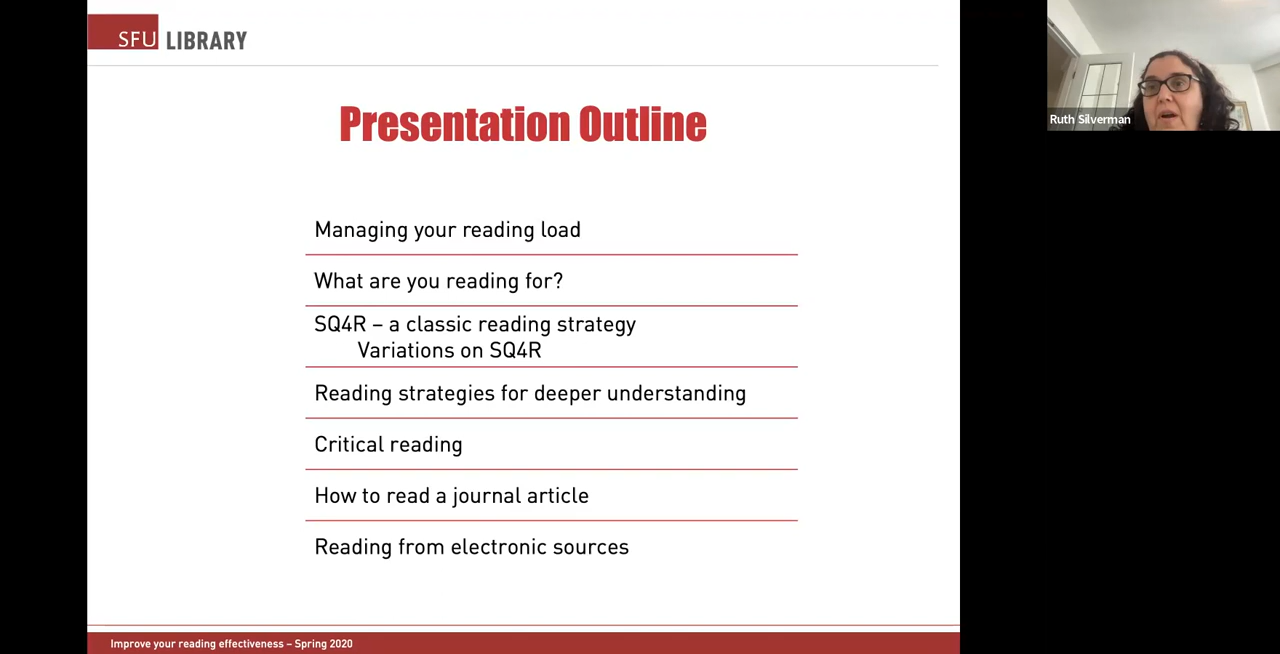 SFU LIBRARY
Presentation Outline
Managing your reading load
What are you reading for?
SQ4R – a classic reading strategy
Variations on SQ4R
Reading strategies for deeper understanding
Critical reading
How to read a journal article
Reading from electronic sources
Improve your reading effectiveness – Spring 2020
Ruth Silverman